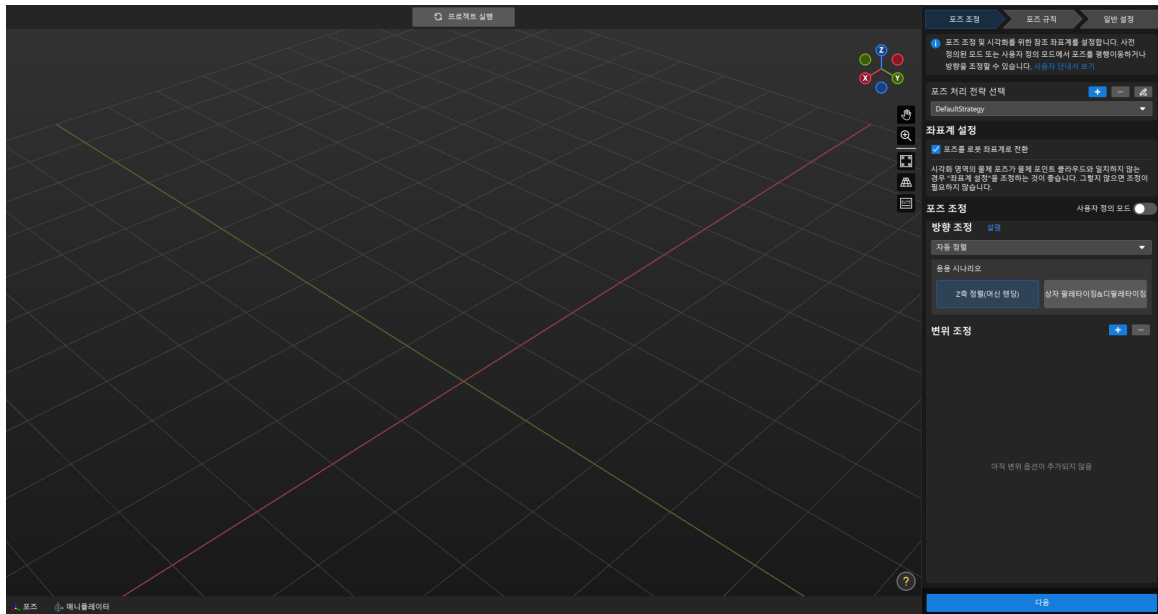 프로젝트 실행
포즈 조정
포즈 규칙
일반 설정
포즈 조정 및 시각화를 위한 참조 좌표계를 설정합니다. 사전
정의된 모드 또는 사용자 정의 모드에서 포즈를 평행이동하거나
방향을 조정할 수 있습니다. 사용자 안내서 보기
포즈 처리 전략 선택
DefaultStrategy
좌표계 설정
포즈를 로봇 좌표계로 전환
시각화 영역의 물체 포즈가 물체 포인트 클라우드와 일치하지 않는
경우 "좌표계 설정"을 조정하는 것이 좋습니다. 그렇지 않으면 조정이
필요하지 않습니다.
포즈 조정
사용자 정의 모드
방향 조정
설명
자동 정렬
응용 시나리오
Z축 정렬(머신 텐딩)
상자 팔레타이징&디팔레타이징
변위 조정
아직 변위 옵션이 추가되지 않음
다음
Z
X
Y
?
포즈
매니퓰레이터